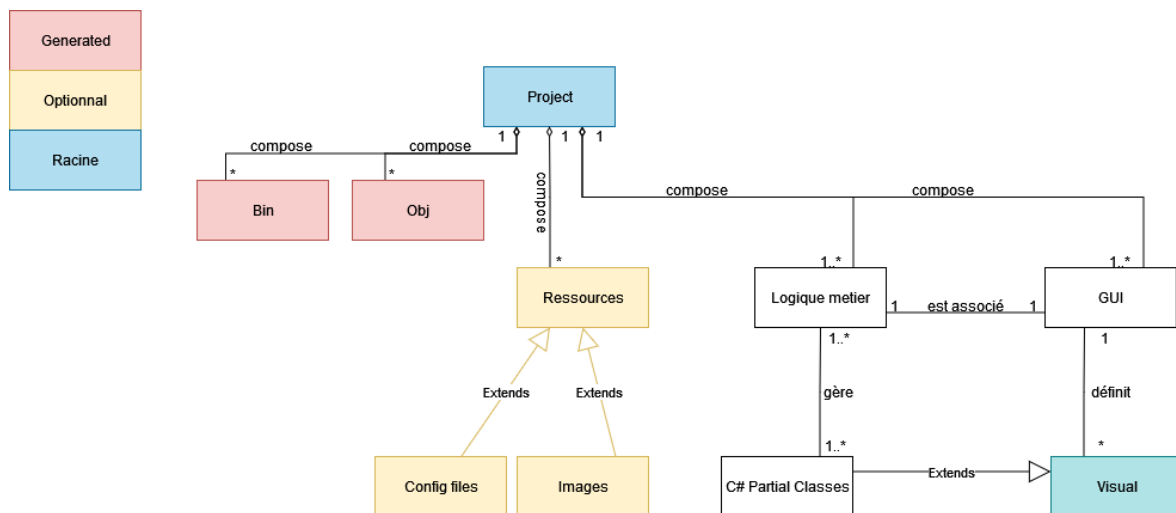 Generated
Optionnal
Racine
Project
1
1
1
compose
compose
compose
compose
compose
*
*
*
1..*
1..*
Bin
Obj
Ressources
Logique metier
GUI
1
est associé
1
1..*
1
Extends
Extends
gère
définit
1..*
*
Config files
Images
C# Partial Classes
Extends
Visual